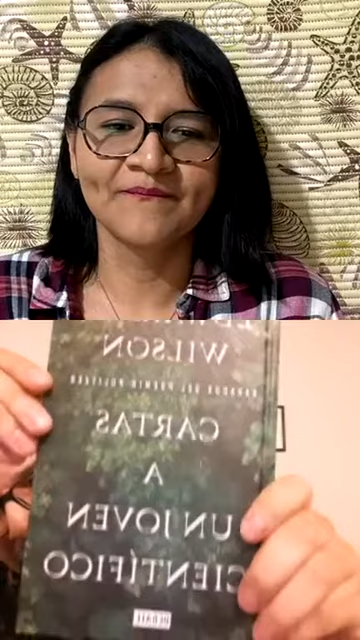 WILSON
GANADOR DEL PREMIO PULITZER
CARTAS
A
UN JOVEN
CIENTÍFICO
DEBATE